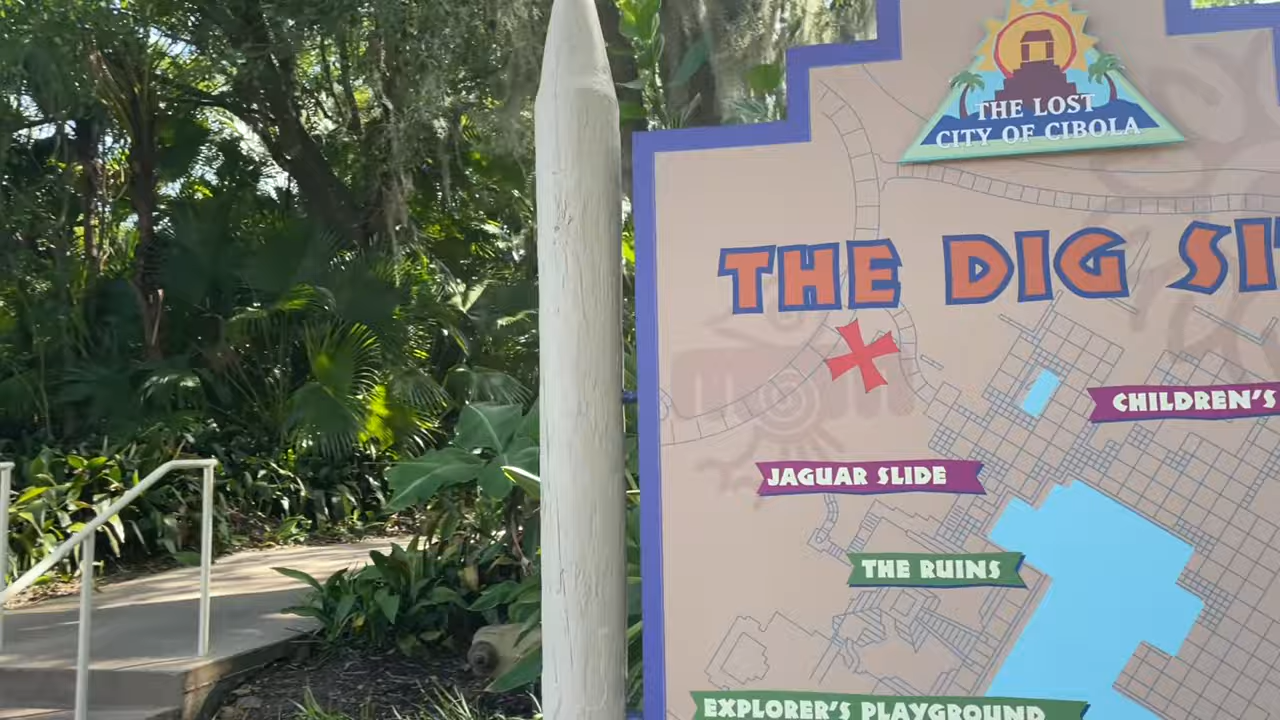 THE LOST
CITY OF CIBOLA
THE DIG SI
CHILDREN'S
JAGUAR SLIDE
THE RUINS
EXPLORER'S PLAYGROUND